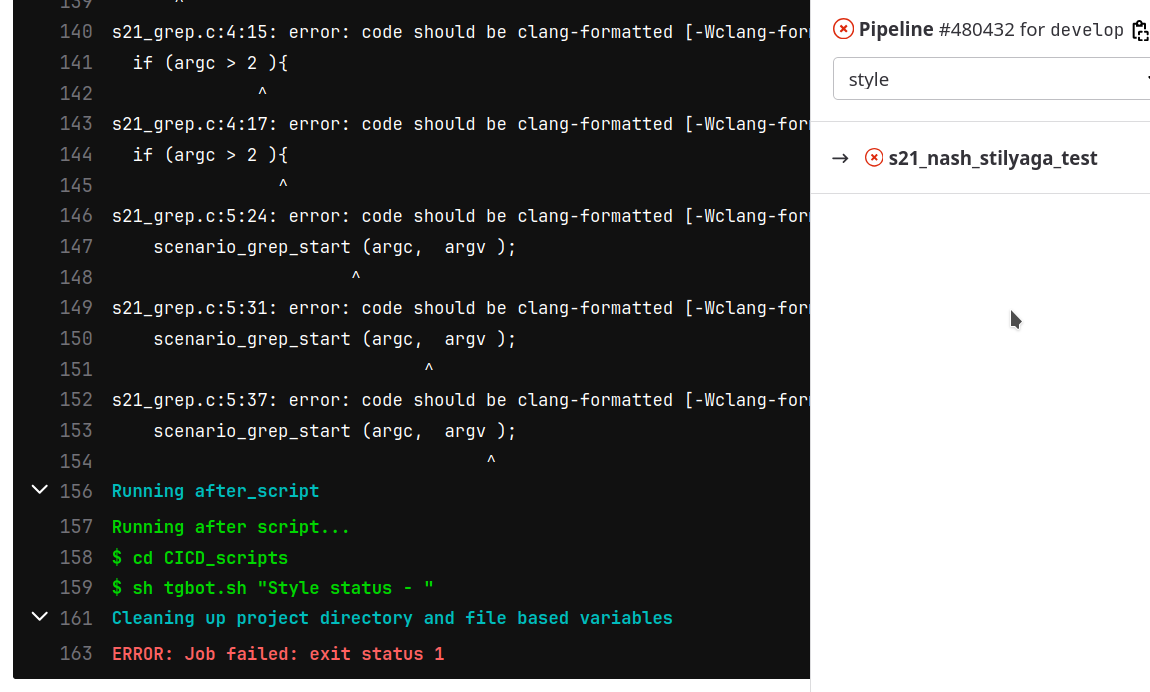 139 ^
140 s21_grep.c:4:15: error: code should be clang-formatted [-Wclang-for
141 if (argc > 2 ){
142 ^
143 s21_grep.c:4:17: error: code should be clang-formatted [-Wclang-for
144 if (argc > 2 ){
145 ^
146 s21_grep.c:5:24: error: code should be clang-formatted [-Wclang-for
147 scenario_grep_start (argc,  argv );
148 ^
149 s21_grep.c:5:31: error: code should be clang-formatted [-Wclang-for
150 scenario_grep_start (argc,  argv );
151 ^
152 s21_grep.c:5:37: error: code should be clang-formatted [-Wclang-for
153 scenario_grep_start (argc,  argv );
154 ^
156 Running after_script
157 Running after script...
158 $ cd CICD_scripts
159 $ sh tgbot.sh "Style status - "
161 Cleaning up project directory and file based variables
163 ERROR: Job failed: exit status 1
Pipeline #480432 for develop
style
→ s21_nash_stilyaga_test